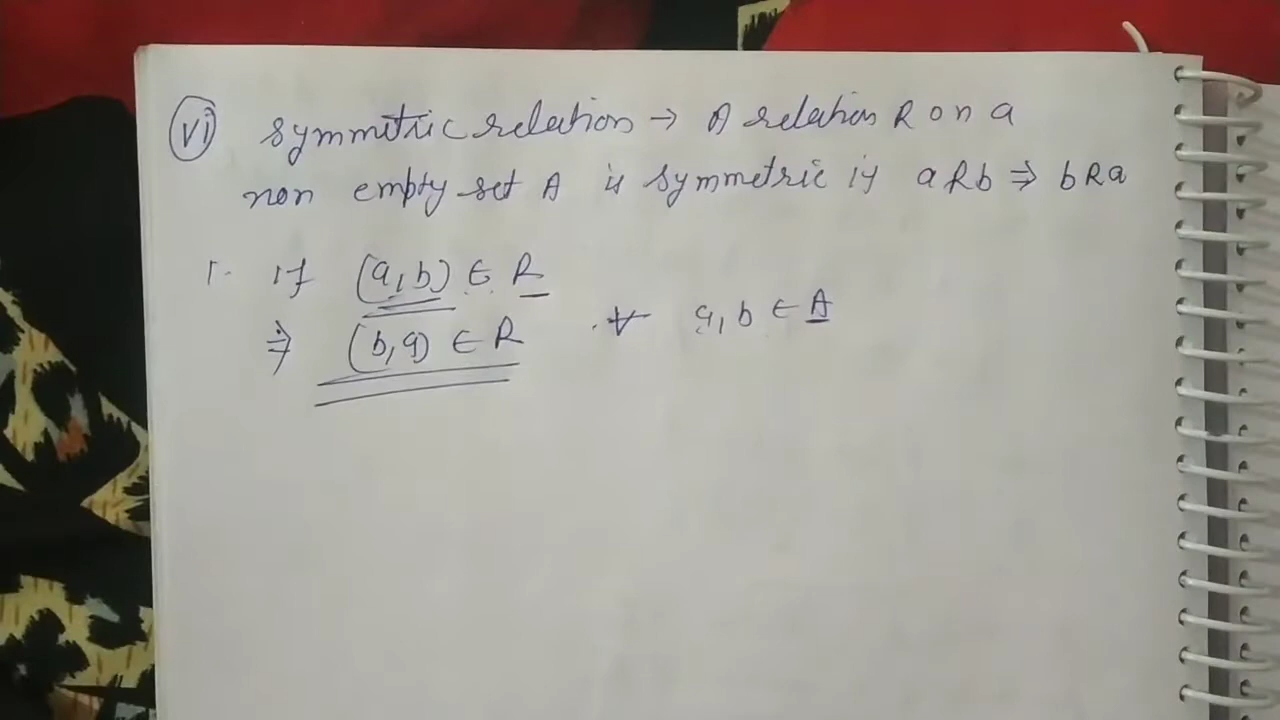 (vi) symmetric relation → A relation R on a
non empty set A is symmetric if aRb ⇒ bRa
1. if (a,b) ∈ R
⇒ (b,a) ∈ R ∀ a,b ∈ A